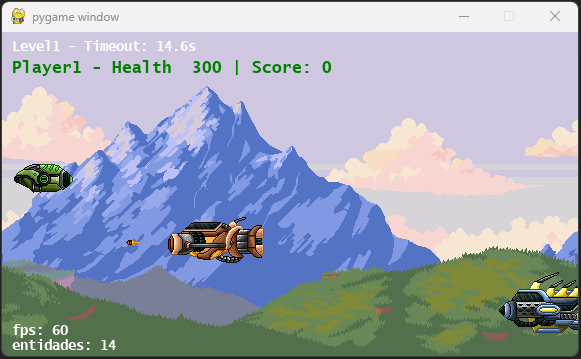 pygame window
Level1 - Timeout: 14.6s
Player1 - Health  300 | Score: 0
fps: 60
entidades: 14